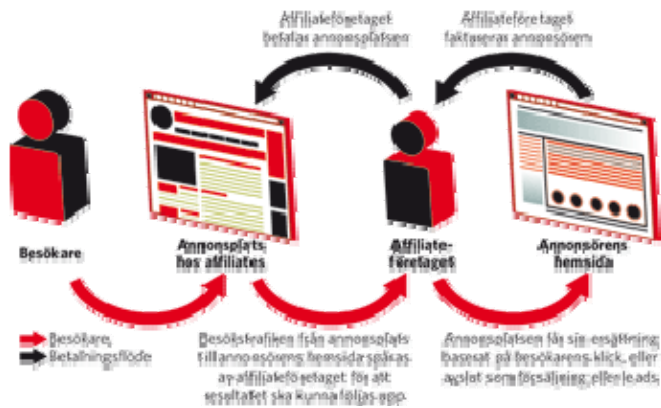 Affiliateföretaget
betalar annonsplatsen
Affiliateföretaget
fakturerar annonsören
Besökare
Annonsplats
hos affiliates
Affiliate-
företaget
Annonsörens
hemsida
Besökare
Betalningsflöde
Besökstrafiken från annonsplats
till annonsörens hemsida spåras
av affiliateföretaget för att
resultatet ska kunna följas upp.
Annonsplatsen får sin ersättning
baserat på besökarens klick, eller
avslut som försäljning eller leads.